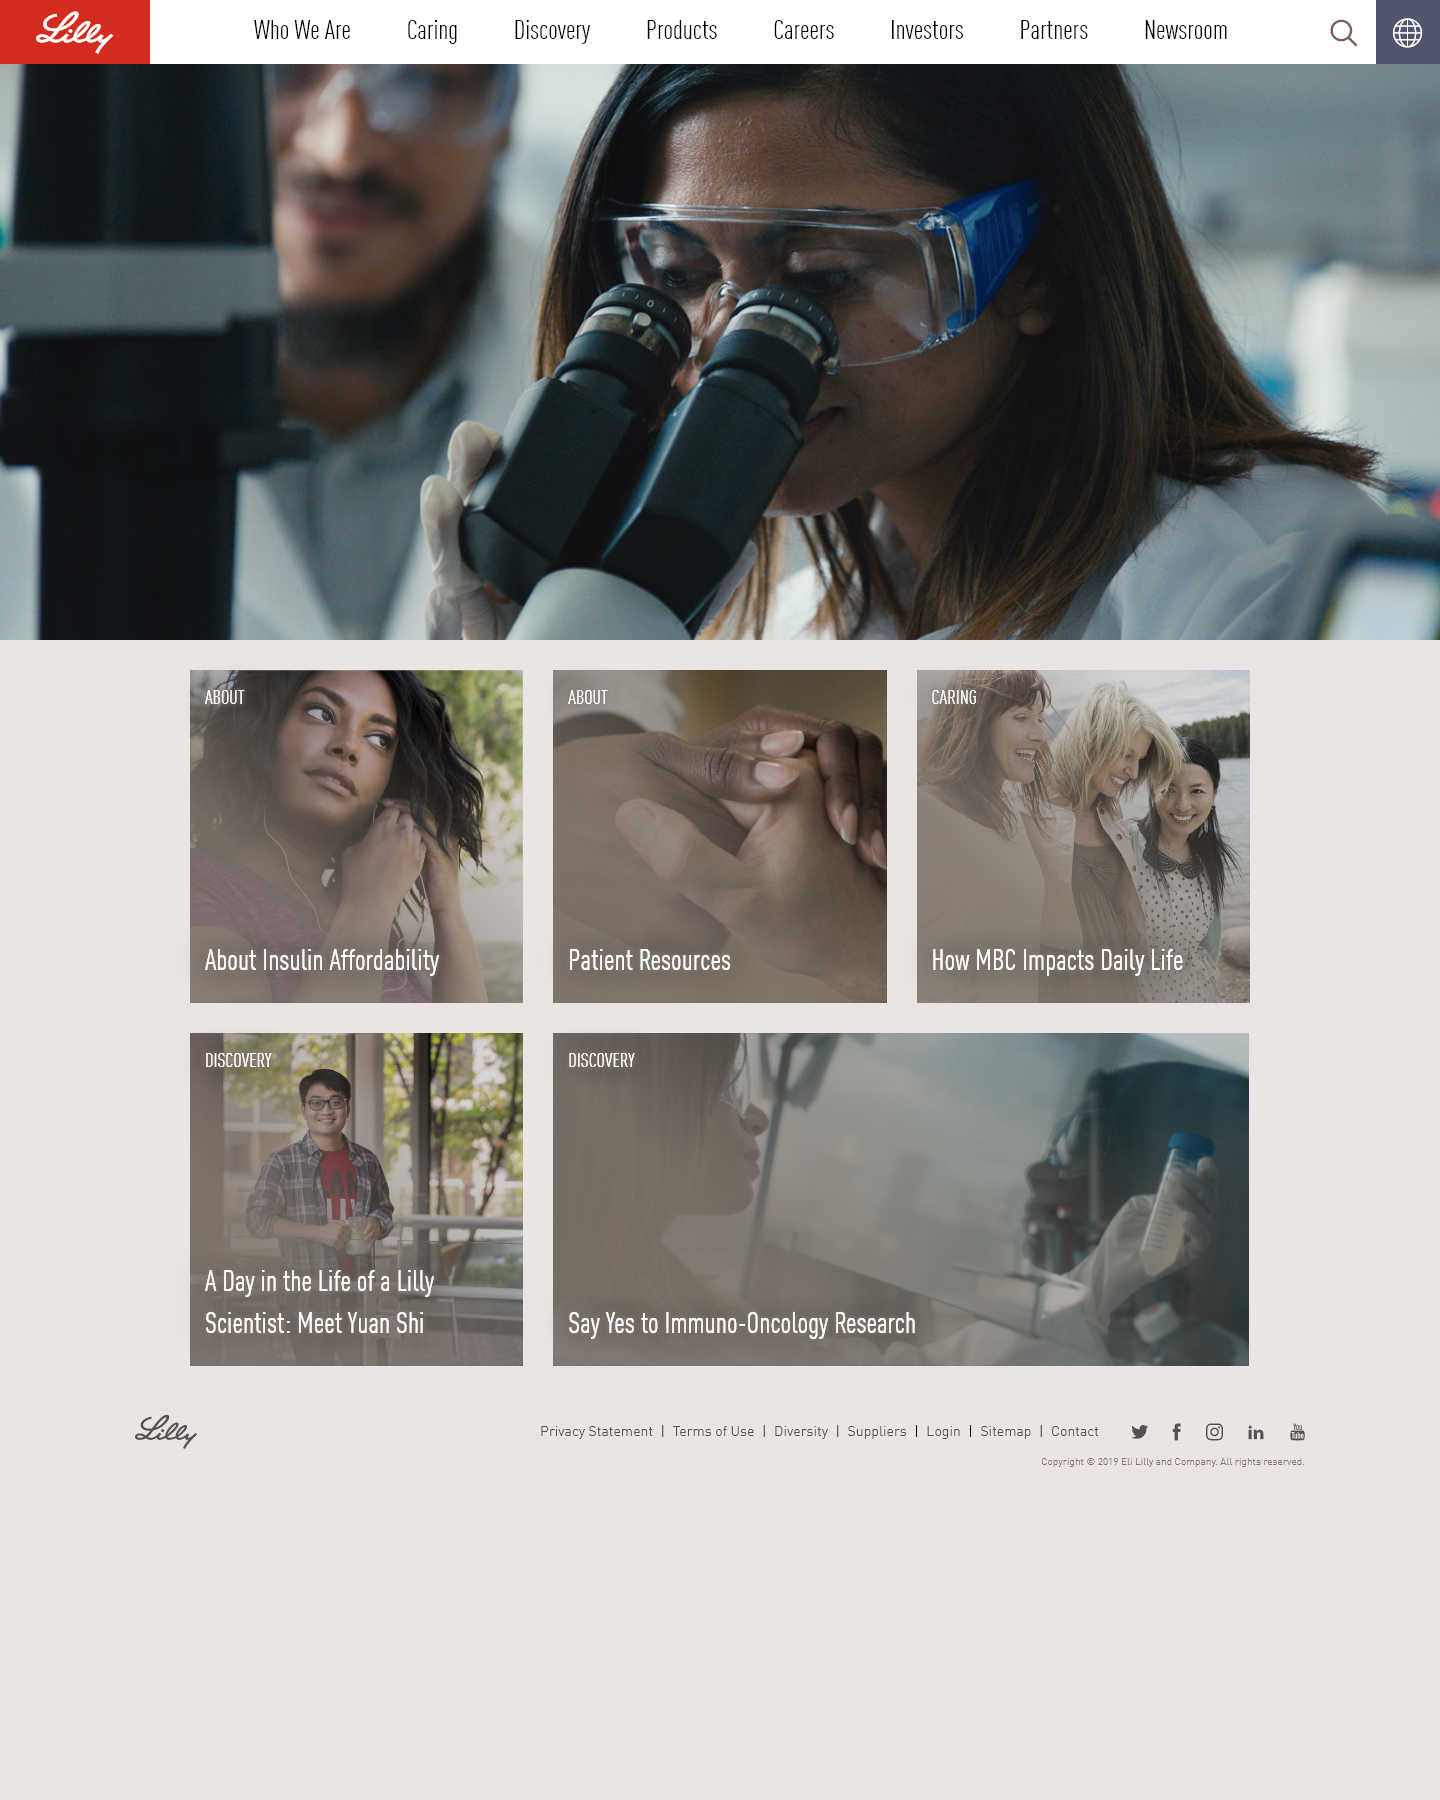 Lilly
Who We Are Caring Discovery Products Careers Investors Partners Newsroom
ABOUT
About Insulin Affordability
ABOUT
Patient Resources
CARING
How MBC Impacts Daily Life
DISCOVERY
A Day in the Life of a Lilly
Scientist: Meet Yuan Shi
DISCOVERY
Say Yes to Immuno-Oncology Research
Lilly
Privacy Statement | Terms of Use | Diversity | Suppliers | Login | Sitemap | Contact
You Tube
Copyright © 2019 Eli Lilly and Company. All rights reserved.